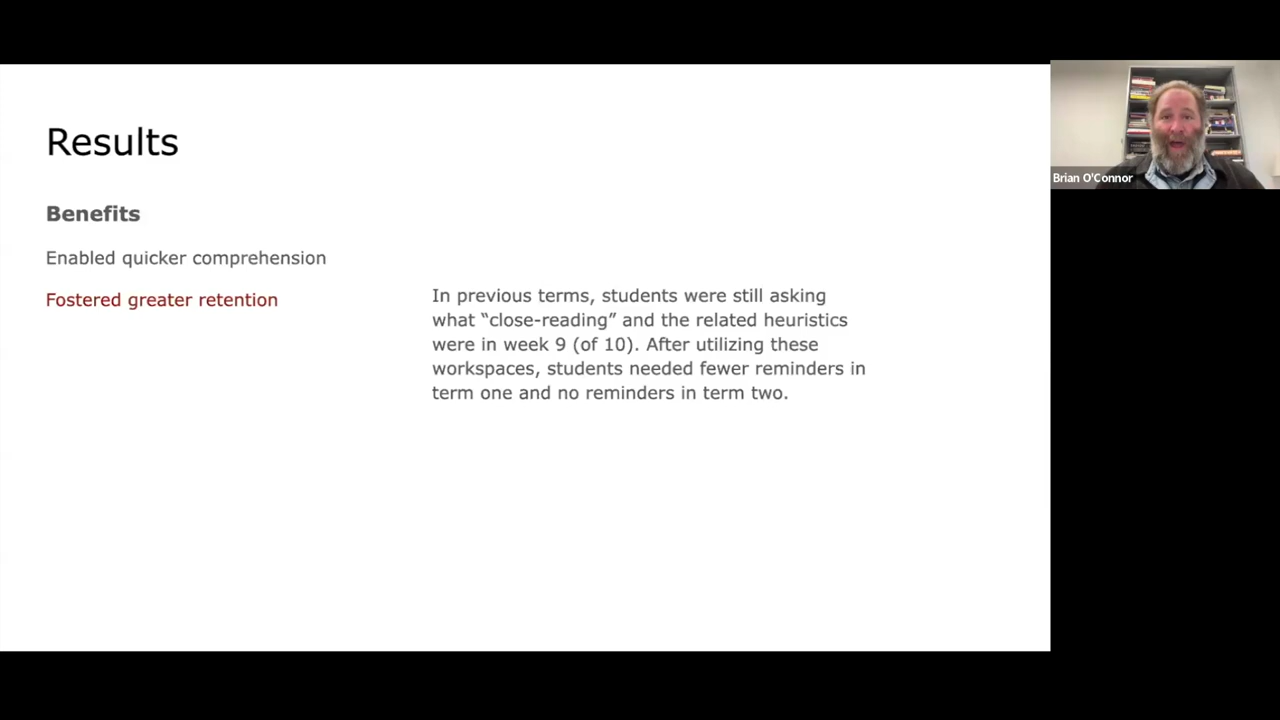 Results
Benefits
Enabled quicker comprehension
Fostered greater retention
In previous terms, students were still asking
what “close-reading” and the related heuristics
were in week 9 (of 10). After utilizing these
workspaces, students needed fewer reminders in
term one and no reminders in term two.
Brian O'Connor